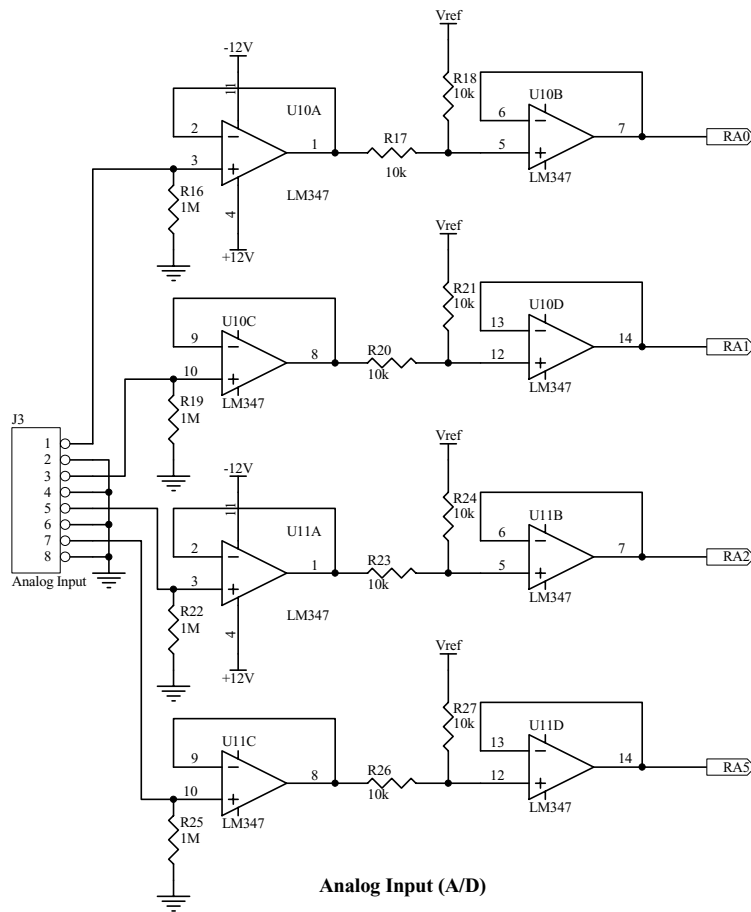 Vref
-12V
11
U10A
R18
10k
U10B
2
1
6
7
RA0
R17
10k
3
5
R16
1M
LM347
LM347
4
+12V
Vref
U10C
R21
10k
U10D
9
8
13
14
RA1
R20
10k
10
12
R19
1M
LM347
LM347
J3
1
2
3
4
5
6
7
8
Analog Input
Vref
-12V
11
U11A
R24
10k
U11B
2
1
6
7
RA2
R23
10k
3
5
R22
1M
LM347
LM347
4
+12V
Vref
U11C
R27
10k
U11D
9
8
13
14
RA5
R26
10k
10
12
R25
1M
LM347
LM347
Analog Input (A/D)